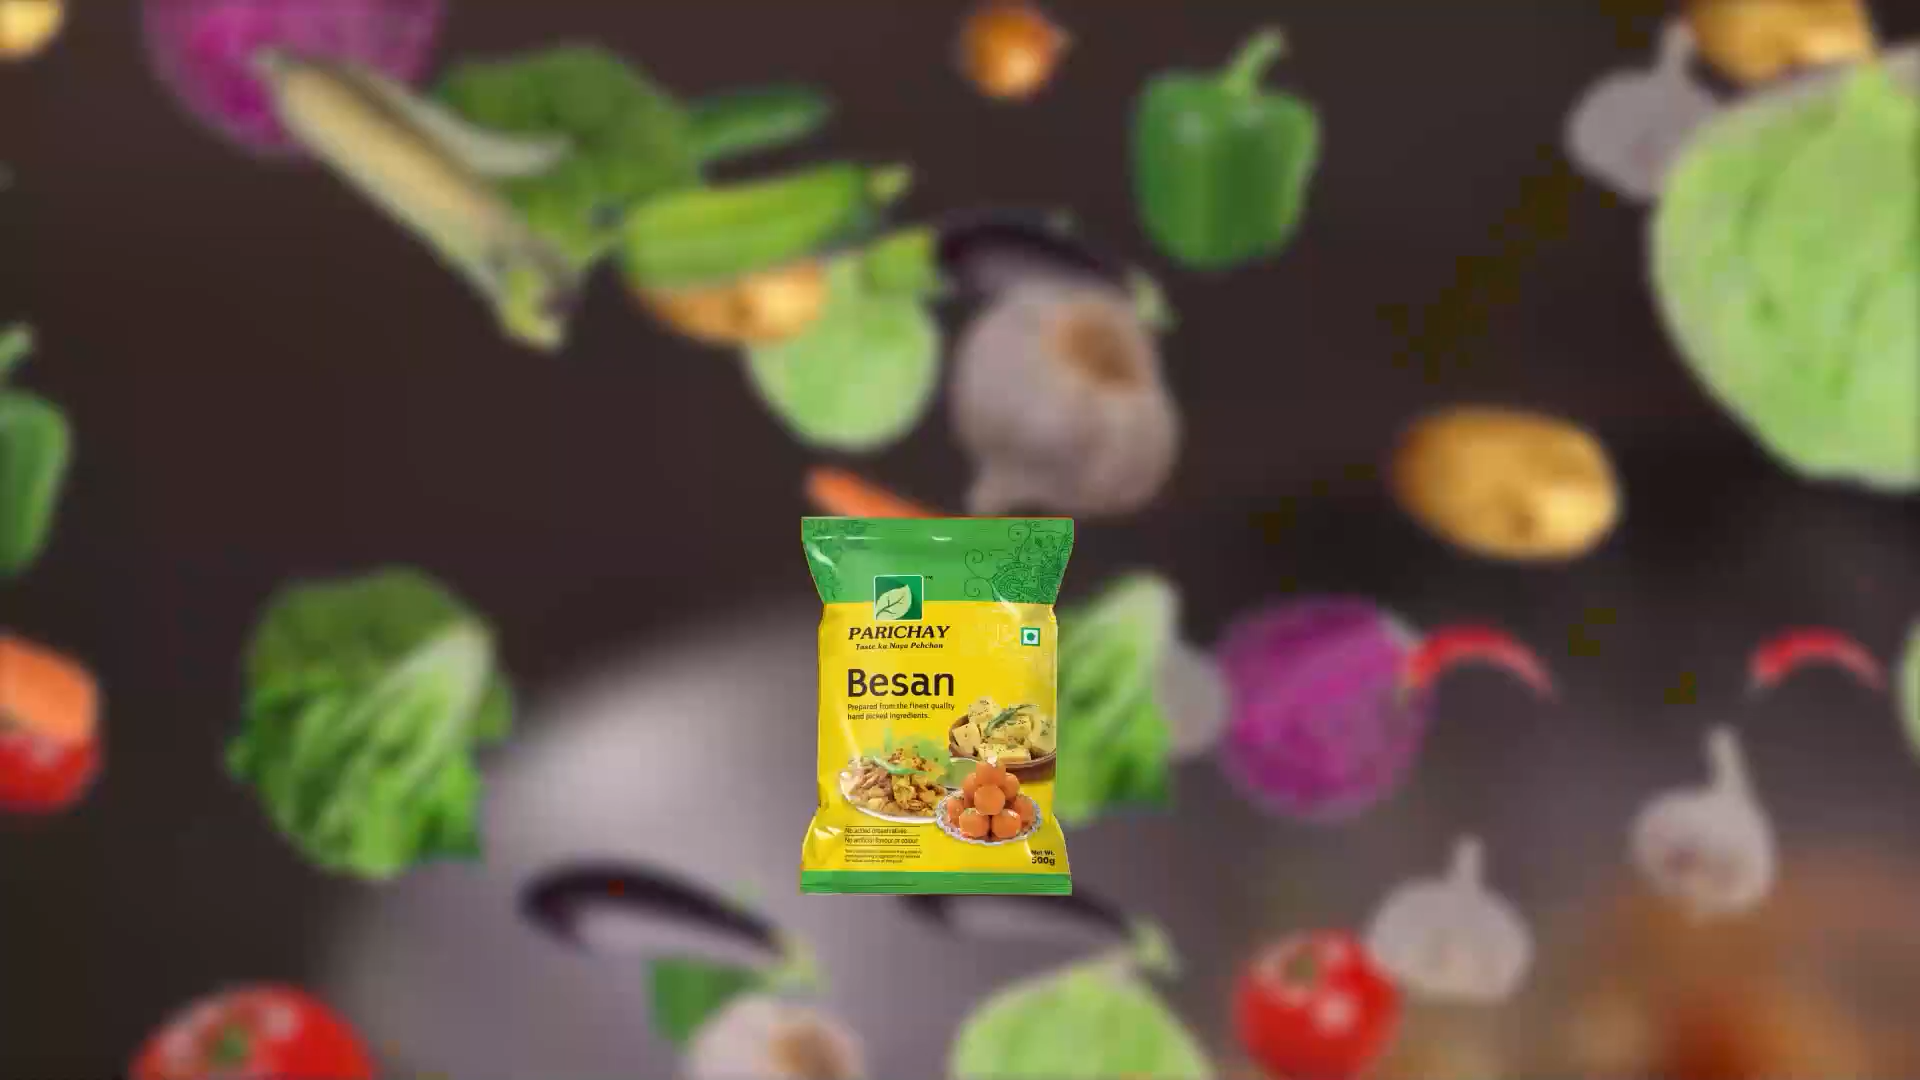 PARICHAY
Taste ka Naya Pehchan
Besan
Prepared from the finest quality
hand picked ingredients.
No added preservatives
No artificial flavour or colour
Net Wt.
500g